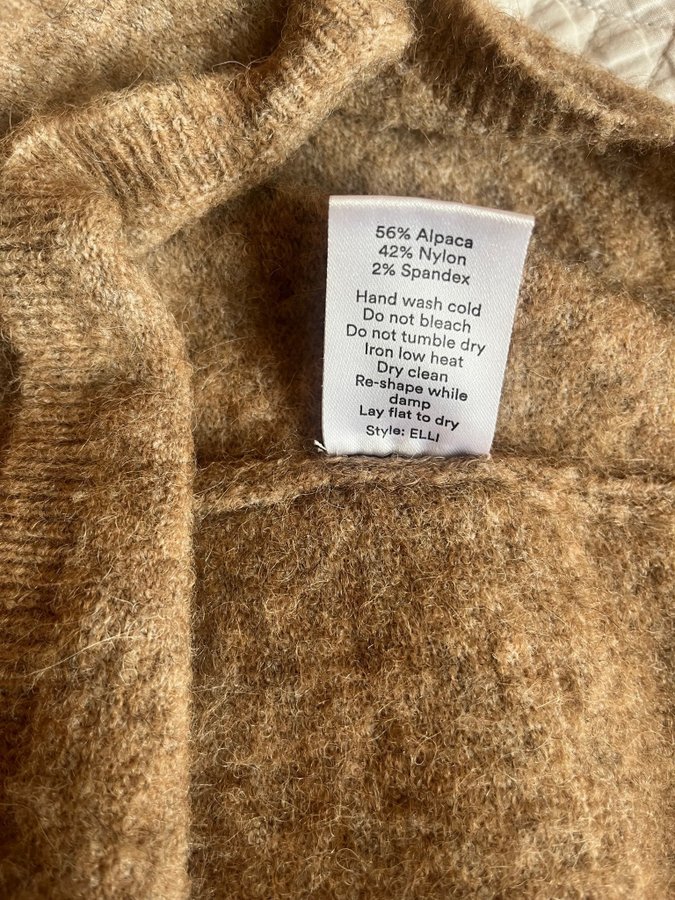 56% Alpaca
42% Nylon
2% Spandex
Hand wash cold
Do not bleach
Do not tumble dry
Iron low heat
Dry clean
Re-shape while
damp
Lay flat to dry
Style: ELLI